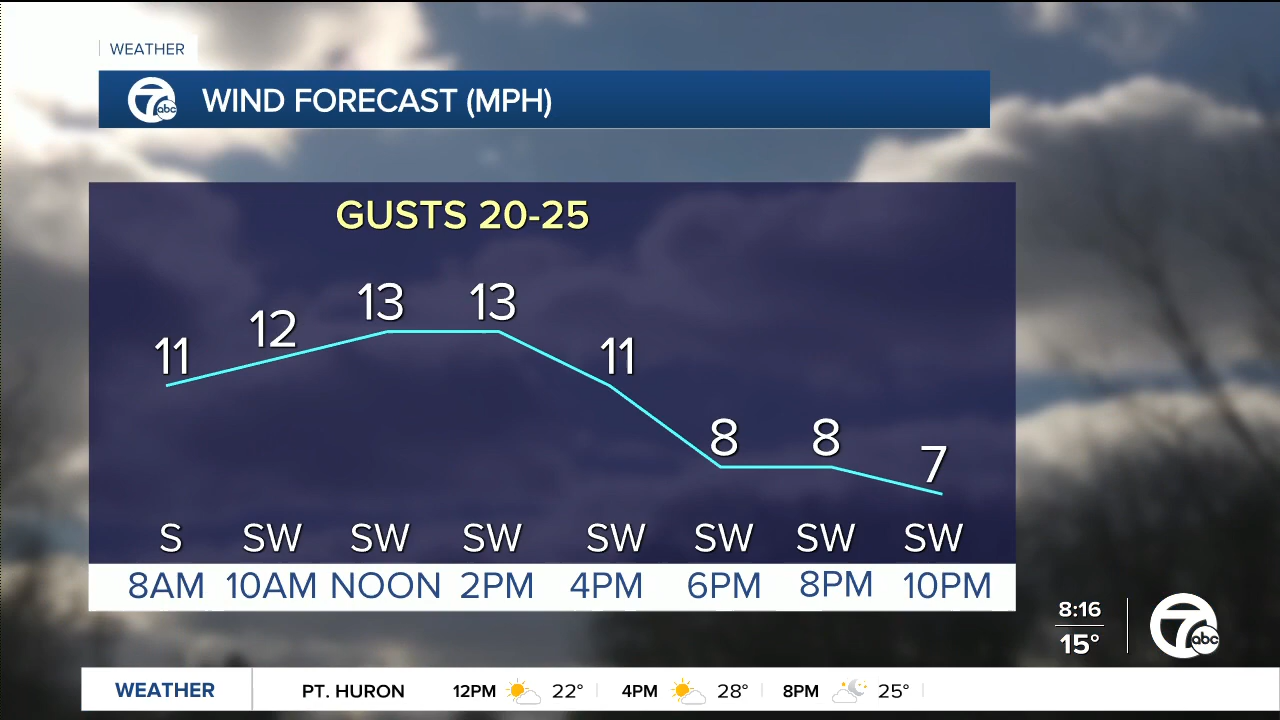 WEATHER
7abc WIND FORECAST (MPH)
GUSTS 20-25
11 12 13 13 11 8 8 7
S SW SW SW SW SW SW SW
8AM 10AM NOON 2PM 4PM 6PM 8PM 10PM
8:16
15°
7abc
WEATHER PT. HURON 12PM 22° 4PM 28° 8PM 25°